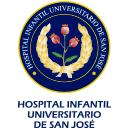 HOSPITAL INFANTIL UNIVERSITARIO DE SAN JOSÉ
HOSPITAL INFANTIL
UNIVERSITARIO
DE SAN JOSÉ